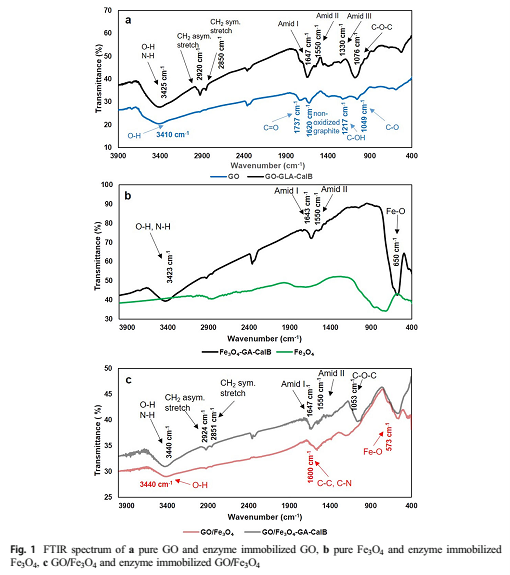 a
Amid I
Amid II
Amid III
C-O-C
CH2 asym.
stretch
CH2 sym.
stretch
O-H
N-H
3425 cm-1
2920 cm-1
2850 cm-1
1647 cm-1
1550 cm-1
1330 cm-1
1076 cm-1
O-H
3410 cm-1
C=O
1737 cm-1
1620 cm-1
non-
oxidized
graphite
1217 cm-1
C-OH
1049 cm-1
C-O
Transmittance (%)
70
60
50
40
30
20
10
3900 3400 2900 2400 1900 1400 900 400
Wavenumber (cm-1)
GO GO-GLA-CalB
b
Amid I
Amid II
1643 cm-1
1550 cm-1
Fe-O
650 cm-1
O-H, N-H
3423 cm-1
Transmittance (%)
100
90
80
70
60
50
40
30
3900 3400 2900 2400 1900 1400 900 400
Wavenumber (cm-1)
Fe3O4-GA-CalB Fe3O4
c
CH2 asym.
stretch
CH2 sym.
stretch
O-H
N-H
3440 cm-1
2924 cm-1
2851 cm-1
Amid I
Amid II
C-O-C
1647 cm-1
1550 cm-1
1053 cm-1
3440 cm-1
O-H
1600 cm-1
C-C, C-N
Fe-O
573 cm-1
Transmittance ( %)
50
45
40
35
30
25
3900 3400 2900 2400 1900 1400 900 400
Wavenumber (cm-1)
GO/Fe3O4 GO/Fe3O4-GA-CalB
Fig. 1 FTIR spectrum of a pure GO and enzyme immobilized GO, b pure Fe3O4 and enzyme immobilized
Fe3O4, c GO/Fe3O4 and enzyme immobilized GO/Fe3O4